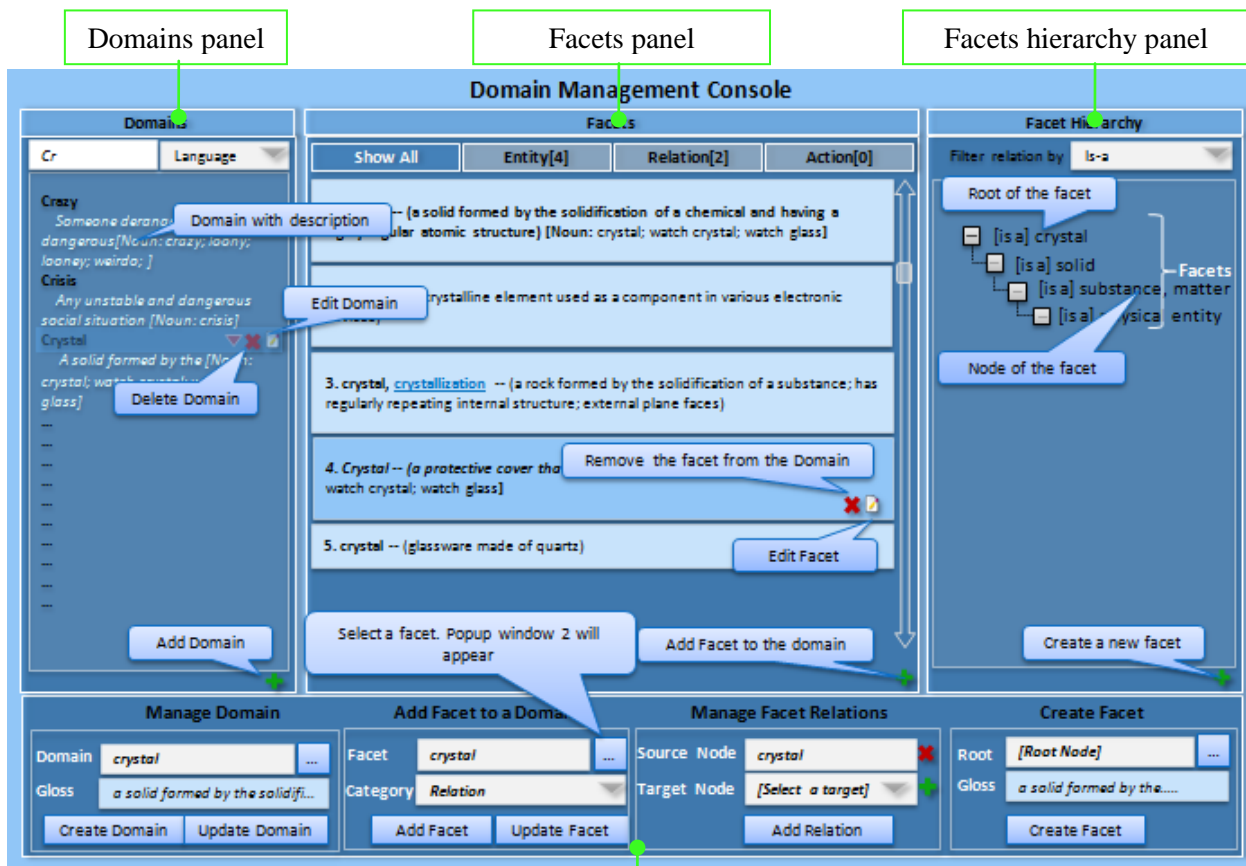 Domains panel
Facets panel
Facets hierarchy panel
Domain Management Console
Domains
Cr
Language
Crazy
Someone
dangerous[Noun: crazy; loony;
looney; weirdo; ]
Crisis
Any unstable and dangerous
social situation [Noun: crisis]
Crystal
A solid formed by the [Noun:
crystal;
glass]
...
...
...
...
...
...
...
...
...
...
Domain with description
Edit Domain
Delete Domain
Add Domain
Facets
Show All
Entity[4]
Relation[2]
Action[0]
-- (a solid formed by the solidification of a chemical and having a
atomic structure) [Noun: crystal; watch crystal; watch glass]
crystalline element used as a component in various electronic
3. crystal, crystallization -- (a rock formed by the solidification of a substance; has
regularly repeating internal structure; external plane faces)
4. Crystal -- (a protective cover
watch crystal; watch glass]
Remove the facet from the Domain
Edit Facet
5. crystal -- (glassware made of quartz)
Select a facet. Popup window 2 will
appear
Add Facet to the domain
Facet Hierarchy
Filter relation by
Is-a
Root of the facet
[is a] crystal
[is a] solid
Facets
[is a] substance, matter
[is a] physical entity
Node of the facet
Create a new facet
Manage Domain
Domain
crystal
...
Gloss
a solid formed by the solidifi...
Create Domain
Update Domain
Add Facet to a Domain
Facet
crystal
...
Category
Relation
Add Facet
Update Facet
Manage Facet Relations
Source Node
crystal
Target Node
[Select a target]
Add Relation
Create Facet
Root
[Root Node]
...
Gloss
a solid formed by the.....
Create Facet